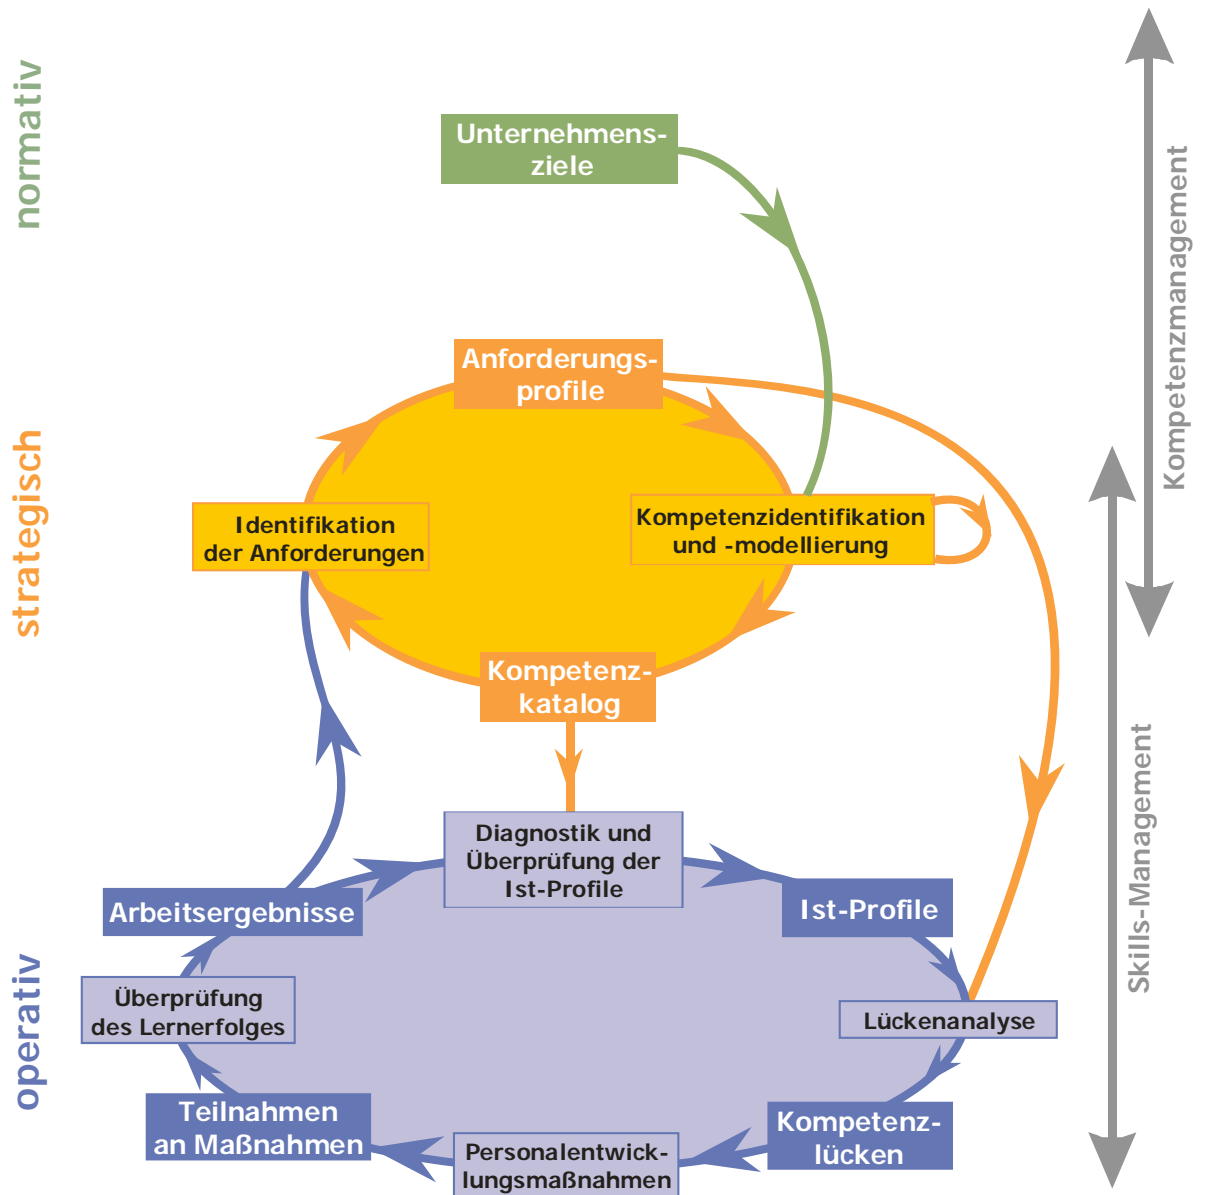 normativ
Unternehmens-
ziele
Kompetenzmanagement
strategisch
Anforderungs-
profile
Identifikation
der Anforderungen
Kompetenzidentifikation
und -modellierung
Kompetenz-
katalog
Skills-Management
operativ
Diagnostik und
Überprüfung der
Ist-Profile
Arbeitsergebnisse
Ist-Profile
Überprüfung
des Lernerfolges
Lückenanalyse
Teilnahmen
an Maßnahmen
Kompetenz-
lücken
Personalentwick-
lungsmaßnahmen